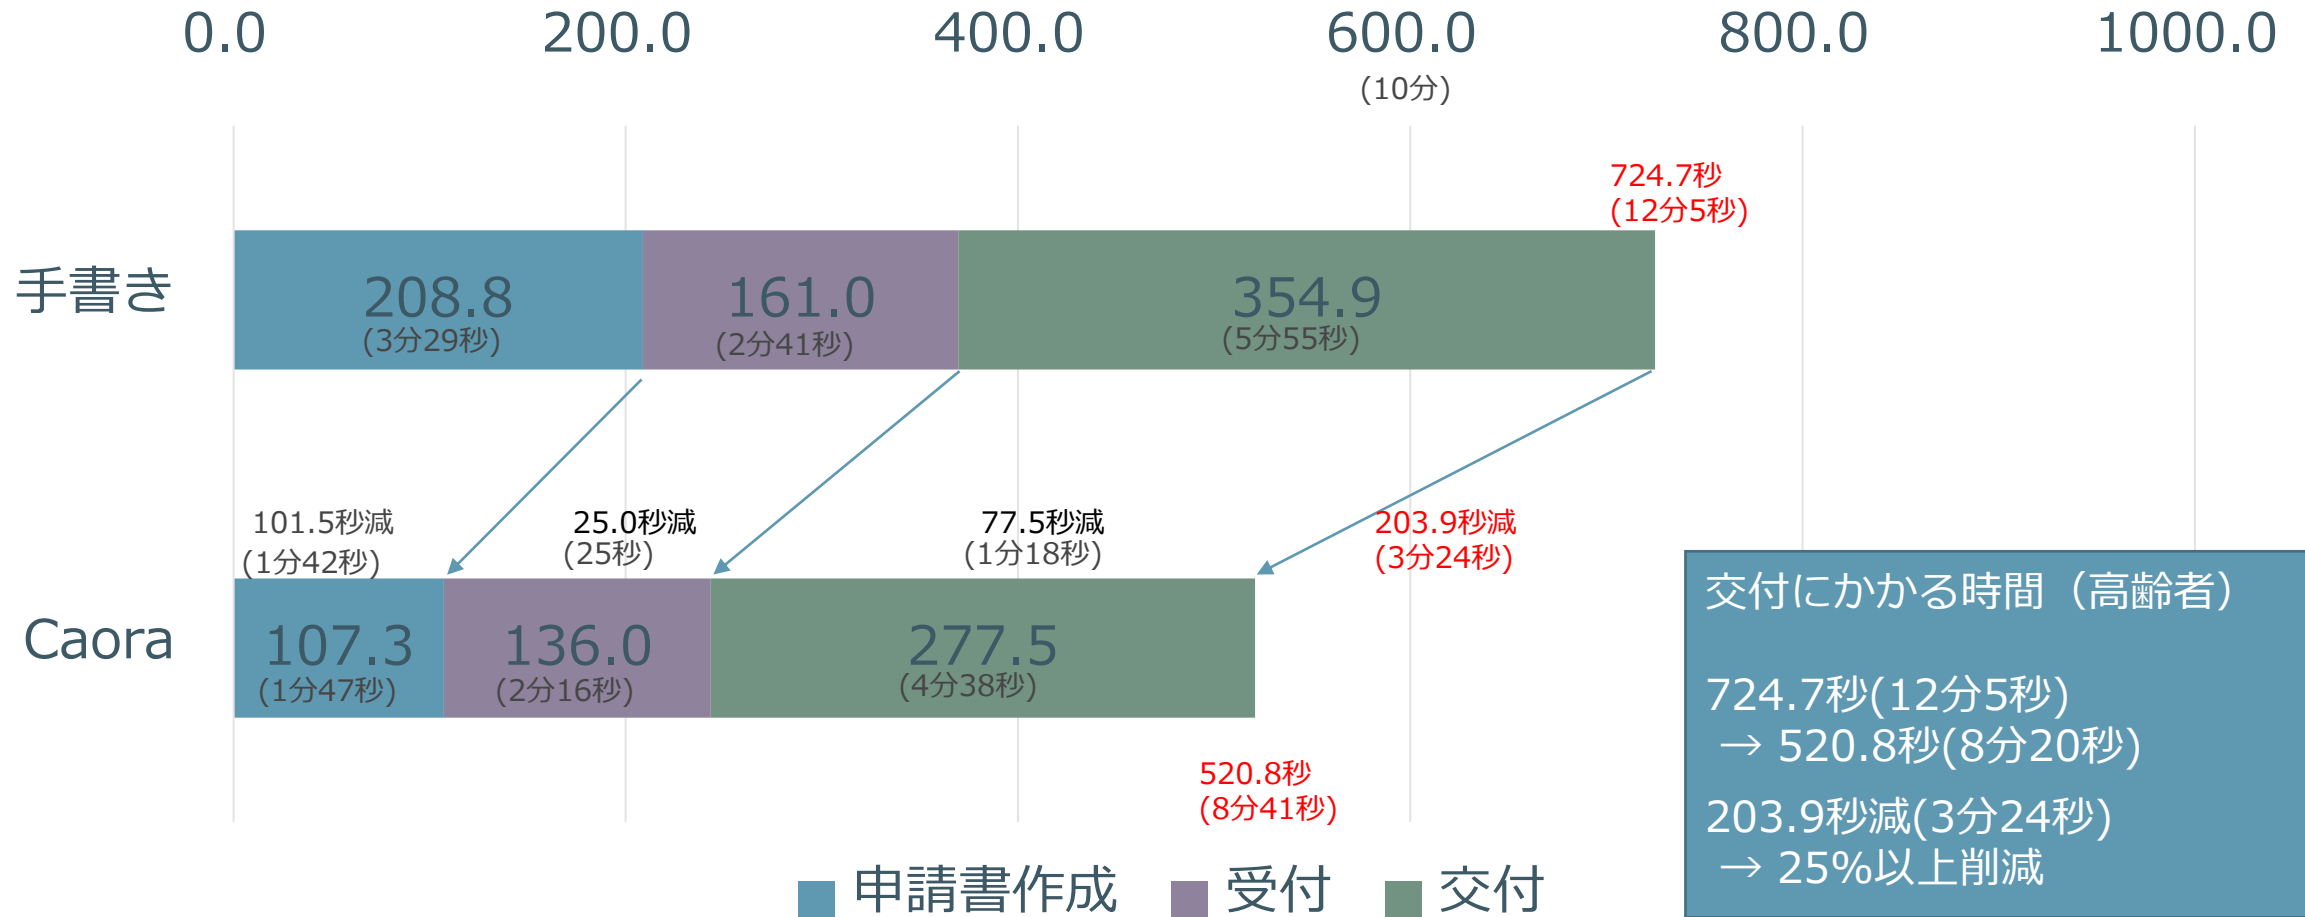 0.0 200.0 400.0 600.0 800.0 1000.0
(10分)
724.7秒
(12分5秒)
手書き
208.8 161.0 354.9
(3分29秒) (2分41秒) (5分55秒)
101.5秒減 25.0秒減 77.5秒減 203.9秒減
(1分42秒) (25秒) (1分18秒) (3分24秒)
Caora
107.3 136.0 277.5
(1分47秒) (2分16秒) (4分38秒)
520.8秒
(8分41秒)
交付にかかる時間（高齢者）
724.7秒(12分5秒)
→ 520.8秒(8分20秒)
203.9秒減(3分24秒)
→ 25%以上削減
申請書作成 受付 交付